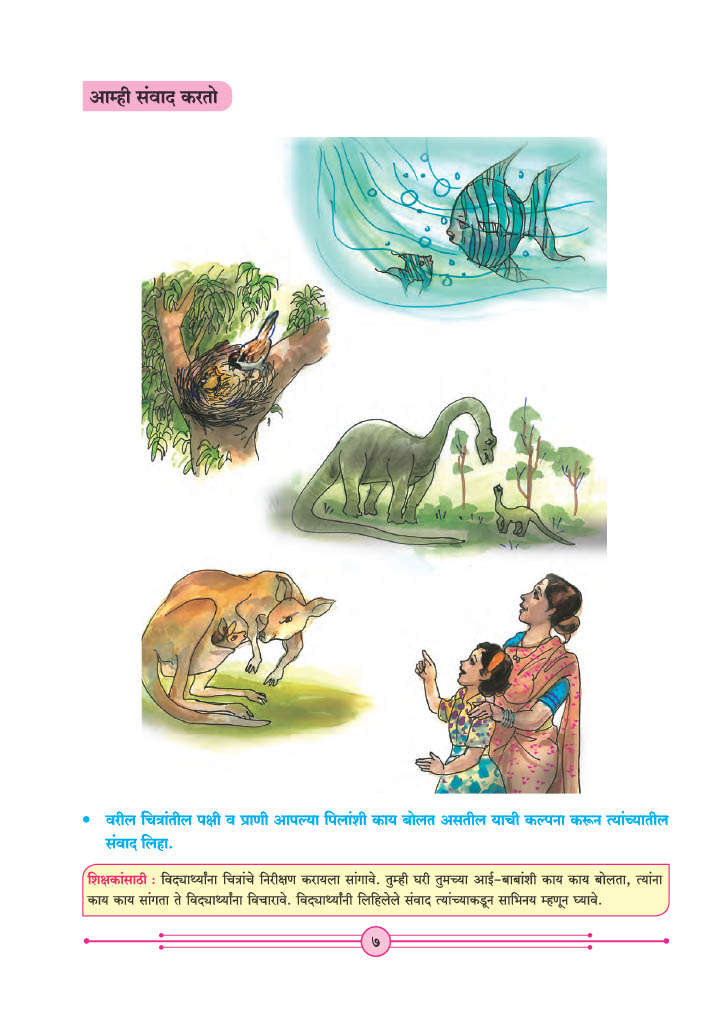 आम्ही संवाद करतो
• वरील चित्रांतील पक्षी व प्राणी आपल्या पिलांशी काय बोलत असतील याची कल्पना करून त्यांच्यातील
संवाद लिहा.
शिक्षकांसाठी : विद्यार्थ्यांना चित्रांचे निरीक्षण करायला सांगावे. तुम्ही घरी तुमच्या आई-बाबांशी काय काय बोलता, त्यांना
काय काय सांगता ते विद्यार्थ्यांना विचारावे. विद्यार्थ्यांनी लिहिलेले संवाद त्यांच्याकडून साभिनय म्हणून घ्यावे.
७